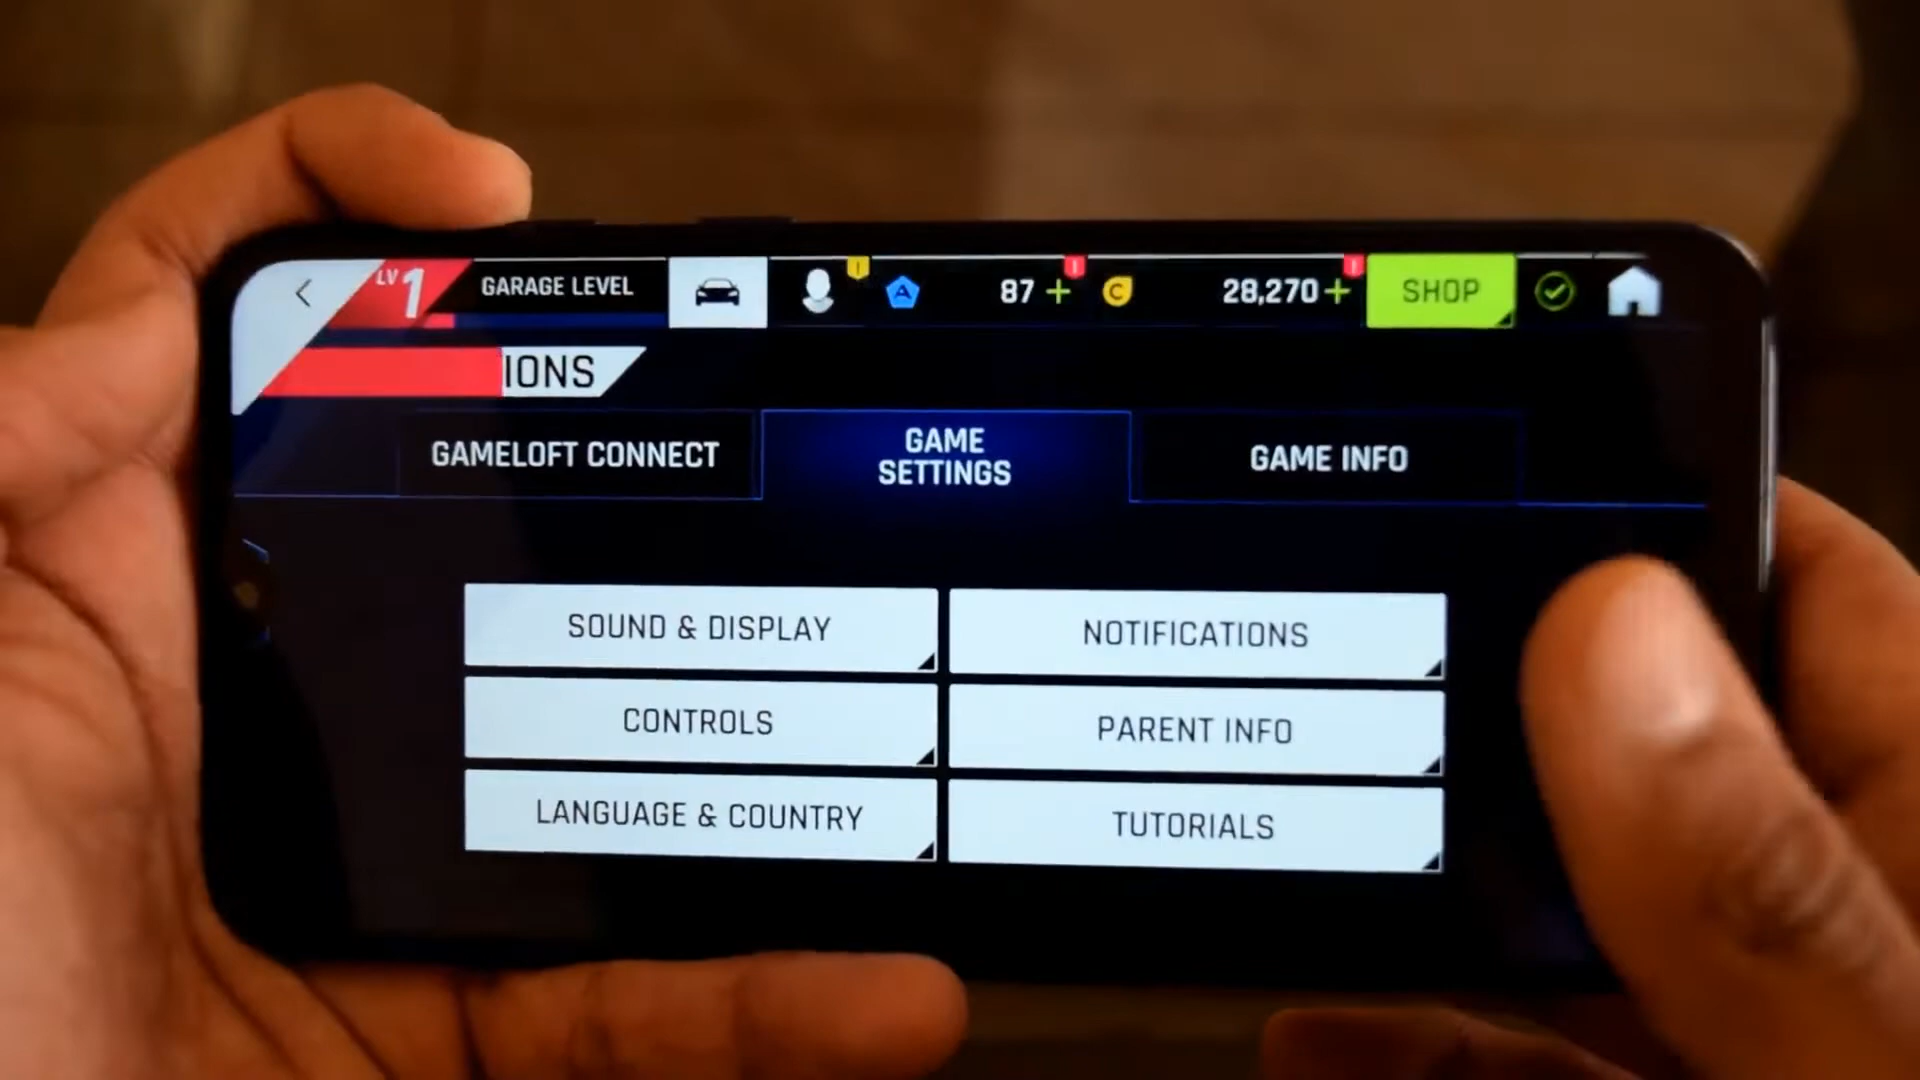 LV 1
GARAGE LEVEL
87 +
C
28,270 +
SHOP
IONS
GAMELOFT CONNECT
GAME
SETTINGS
GAME INFO
SOUND & DISPLAY
NOTIFICATIONS
CONTROLS
PARENT INFO
LANGUAGE & COUNTRY
TUTORIALS